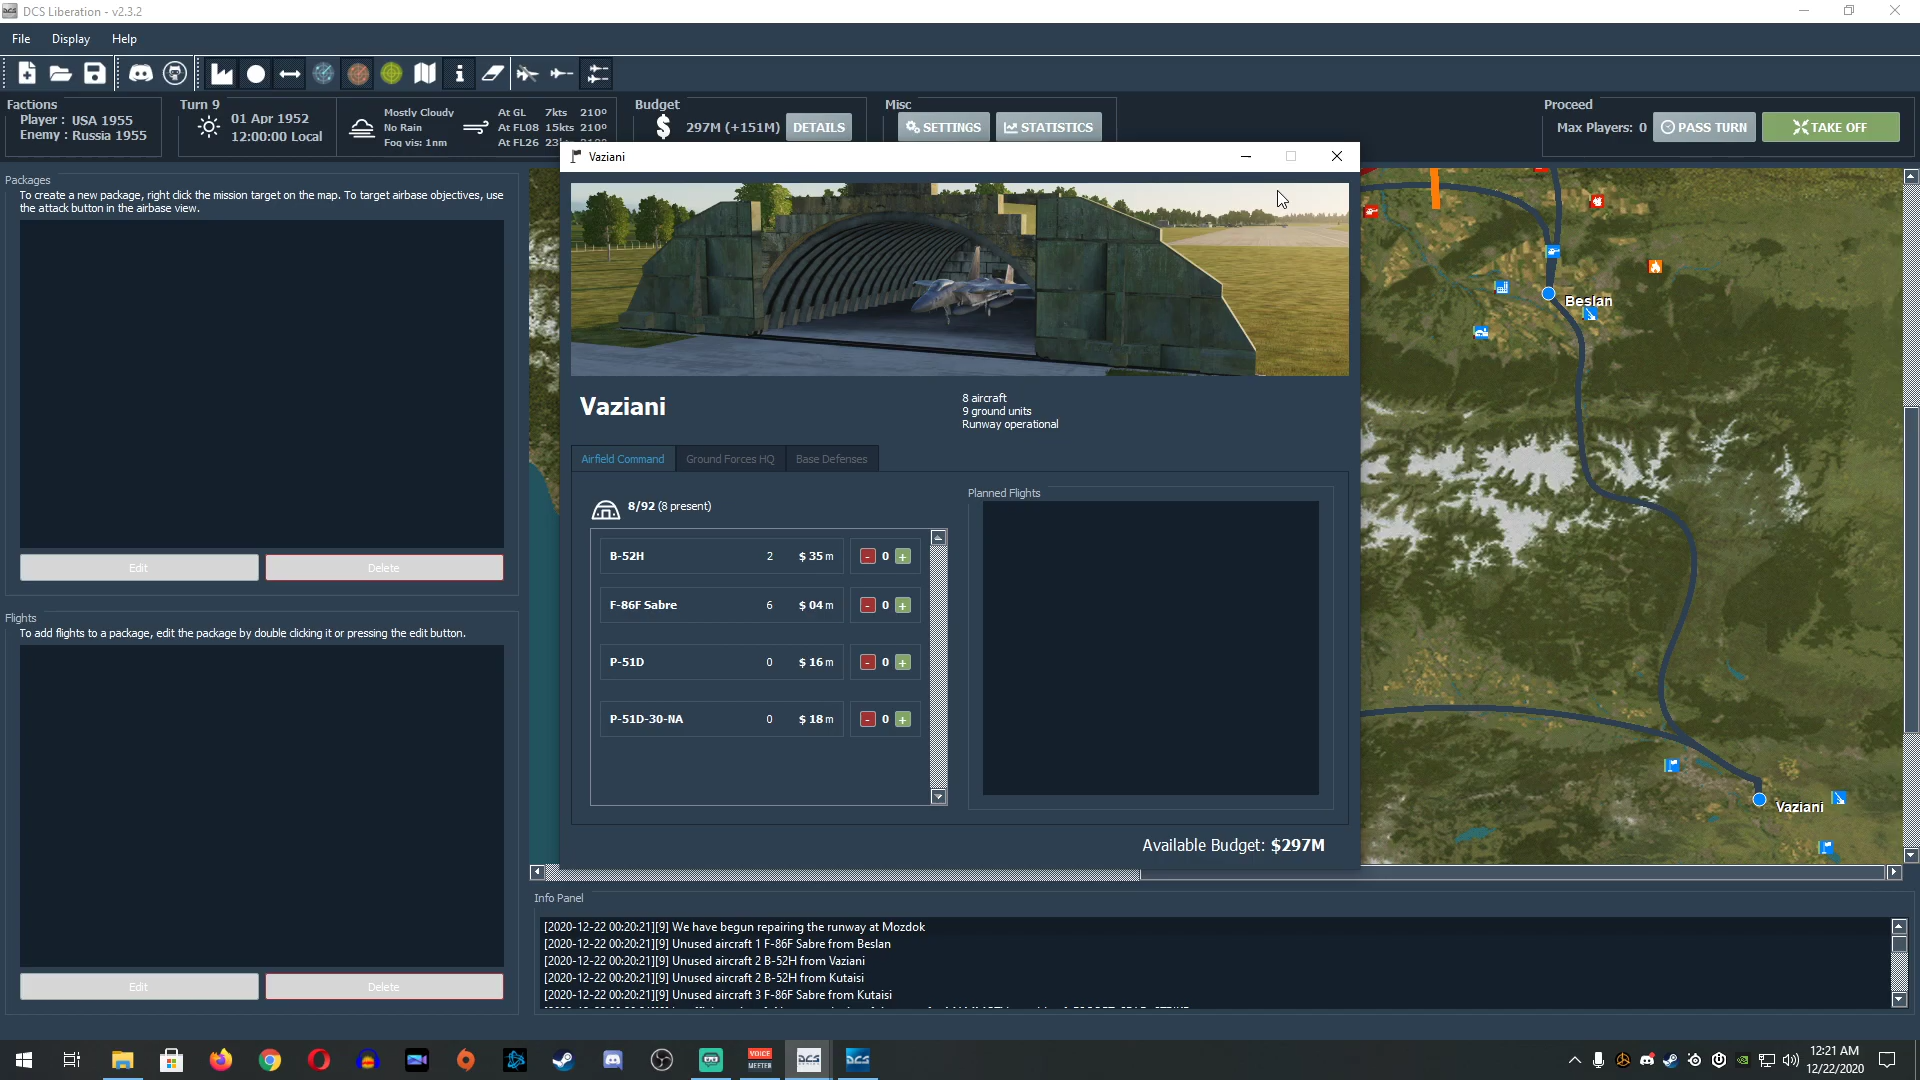 DCS Liberation - v2.3.2
File Display Help
Factions
Player : USA 1955
Enemy : Russia 1955
Turn 9
01 Apr 1952
12:00:00 Local
Mostly Cloudy
No Rain
Fog vis: 1nm
At GL 7kts 210º
At FL08 15kts 210º
At FL26
Budget
297M (+151M) DETAILS
Misc
SETTINGS STATISTICS
Proceed
Max Players: 0 PASS TURN TAKE OFF
Packages
To create a new package, right click the mission target on the map. To target airbase objectives, use
the attack button in the airbase view.
Edit Delete
Flights
To add flights to a package, edit the package by double clicking it or pressing the edit button.
Edit Delete
Vaziani
Vaziani
8 aircraft
9 ground units
Runway operational
Airfield Command Ground Forces HQ Base Defenses
8/92 (8 present)
B-52H 2 $ 35 m - 0 +
F-86F Sabre 6 $ 04 m - 0 +
P-51D 0 $ 16 m - 0 +
P-51D-30-NA 0 $ 18 m - 0 +
Planned Flights
Available Budget: $297M
Beslan
Vaziani
Info Panel
[2020-12-22 00:20:21][9] We have begun repairing the runway at Mozdok
[2020-12-22 00:20:21][9] Unused aircraft 1 F-86F Sabre from Beslan
[2020-12-22 00:20:21][9] Unused aircraft 2 B-52H from Vaziani
[2020-12-22 00:20:21][9] Unused aircraft 2 B-52H from Kutaisi
[2020-12-22 00:20:21][9] Unused aircraft 3 F-86F Sabre from Kutaisi
VOICE
MEETER
DCS
DCS
12:21 AM
12/22/2020